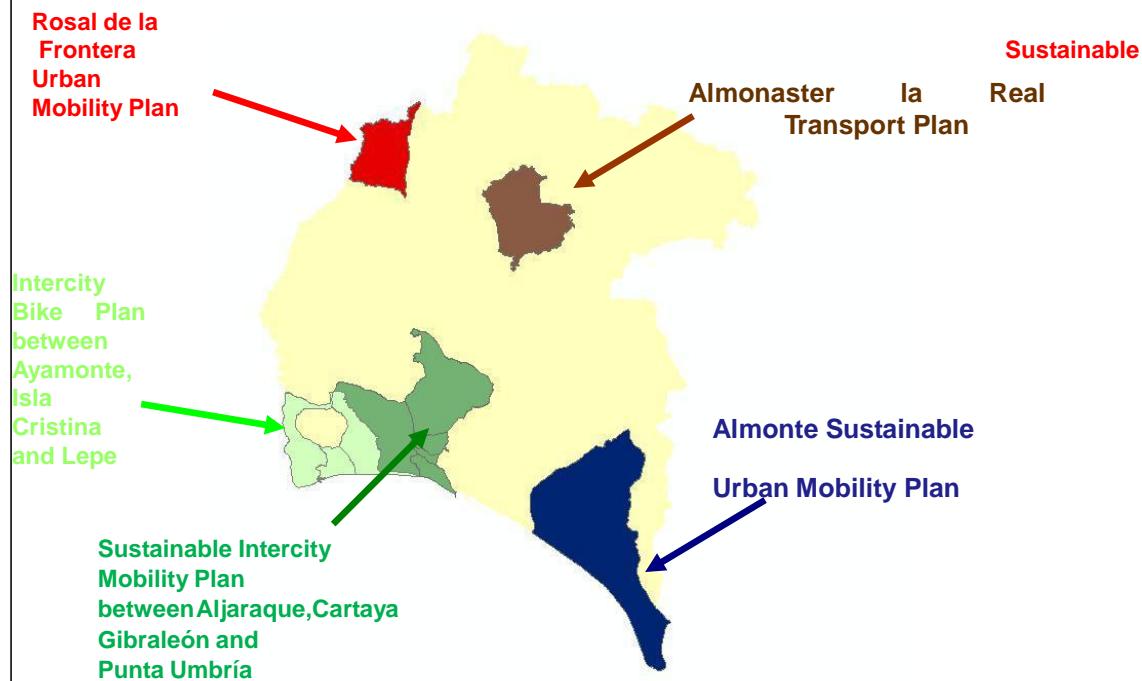 Rosal de la
Frontera
Sustainable
Urban
Mobility Plan
Almonaster la Real
Transport Plan
Intercity
Bike Plan
between
Ayamonte,
Isla
Cristina
and Lepe
Almonte Sustainable
Urban Mobility Plan
Sustainable Intercity
Mobility Plan
between Aljaraque,Cartaya
Gibraleón and
Punta Umbría